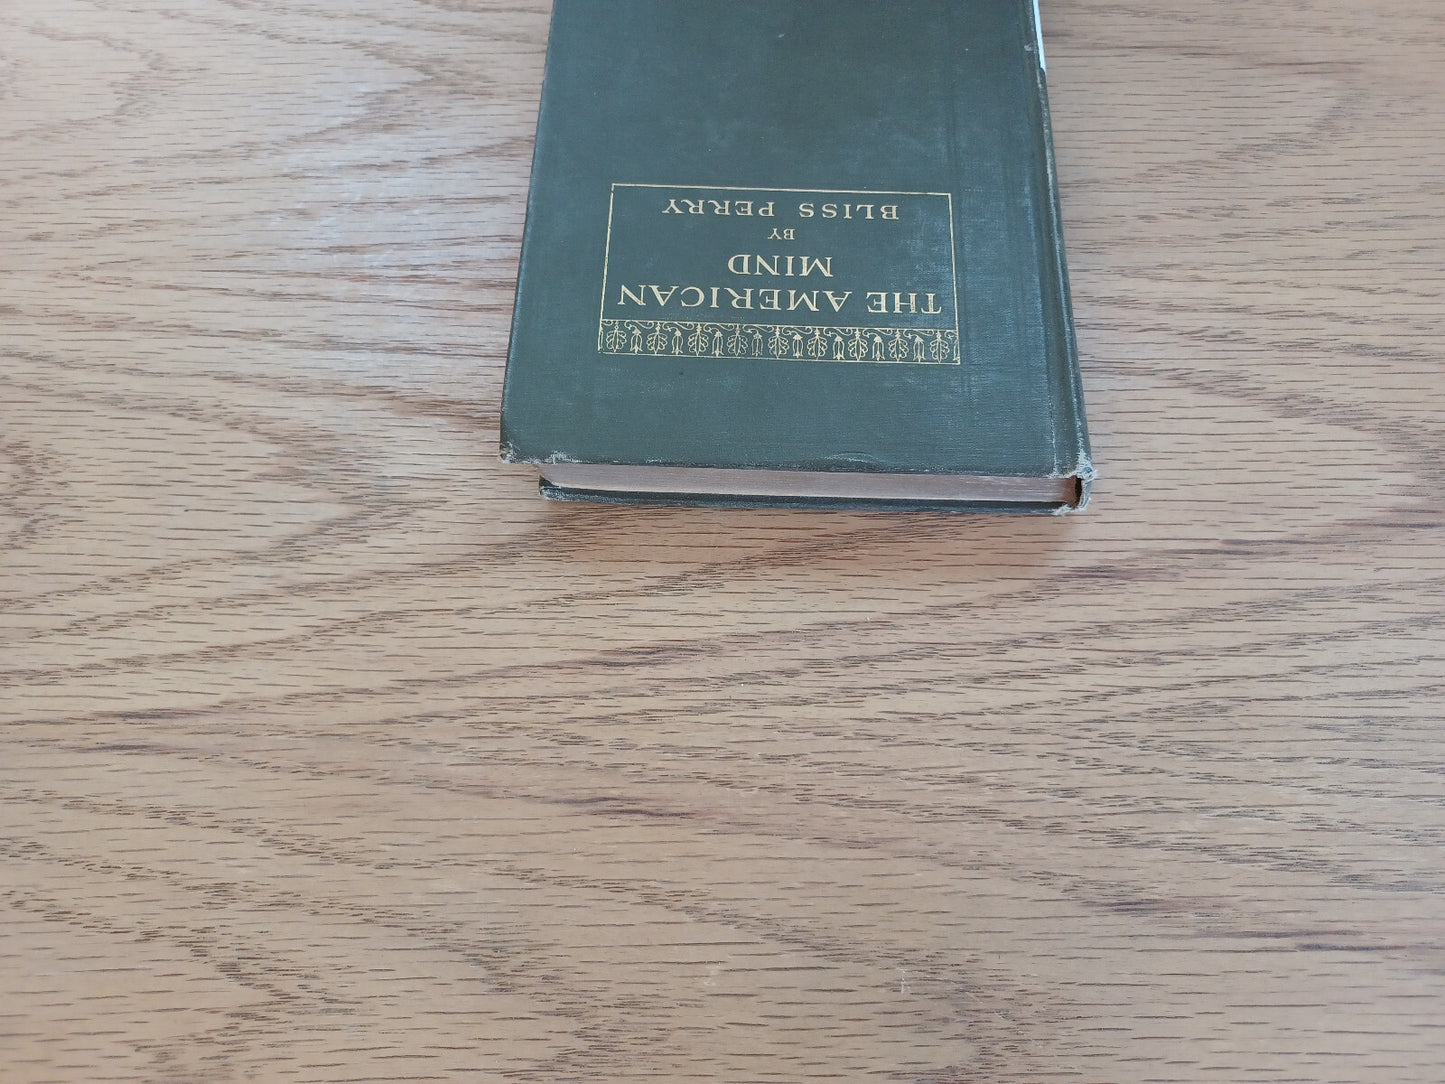 THE AMERICAN
MIND
BY
BLISS PERRY